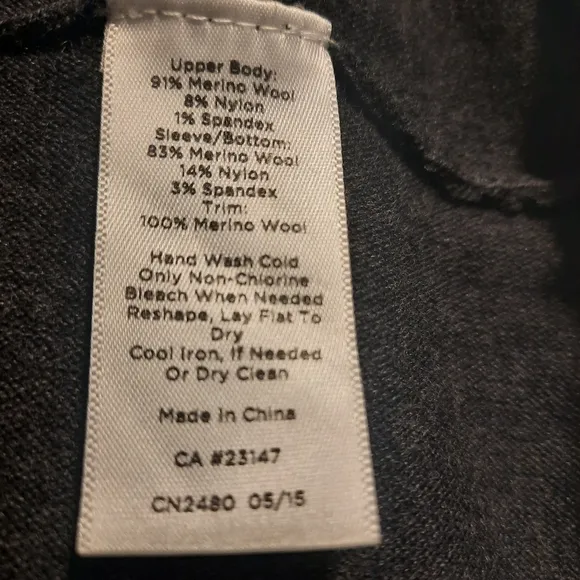 Upper Body:
91% Merino Wool
8% Nylon
1% Spandex
Sleeve/Bottom:
83% Merino Wool
14% Nylon
3% Spandex
Trim:
100% Merino Wool
Hand Wash Cold
Only Non-Chlorine
Bleach When Needed
Reshape, Lay Flat To
Dry
Cool Iron, If Needed
Or Dry Clean
Made In China
CA #23147
CN2480 05/15